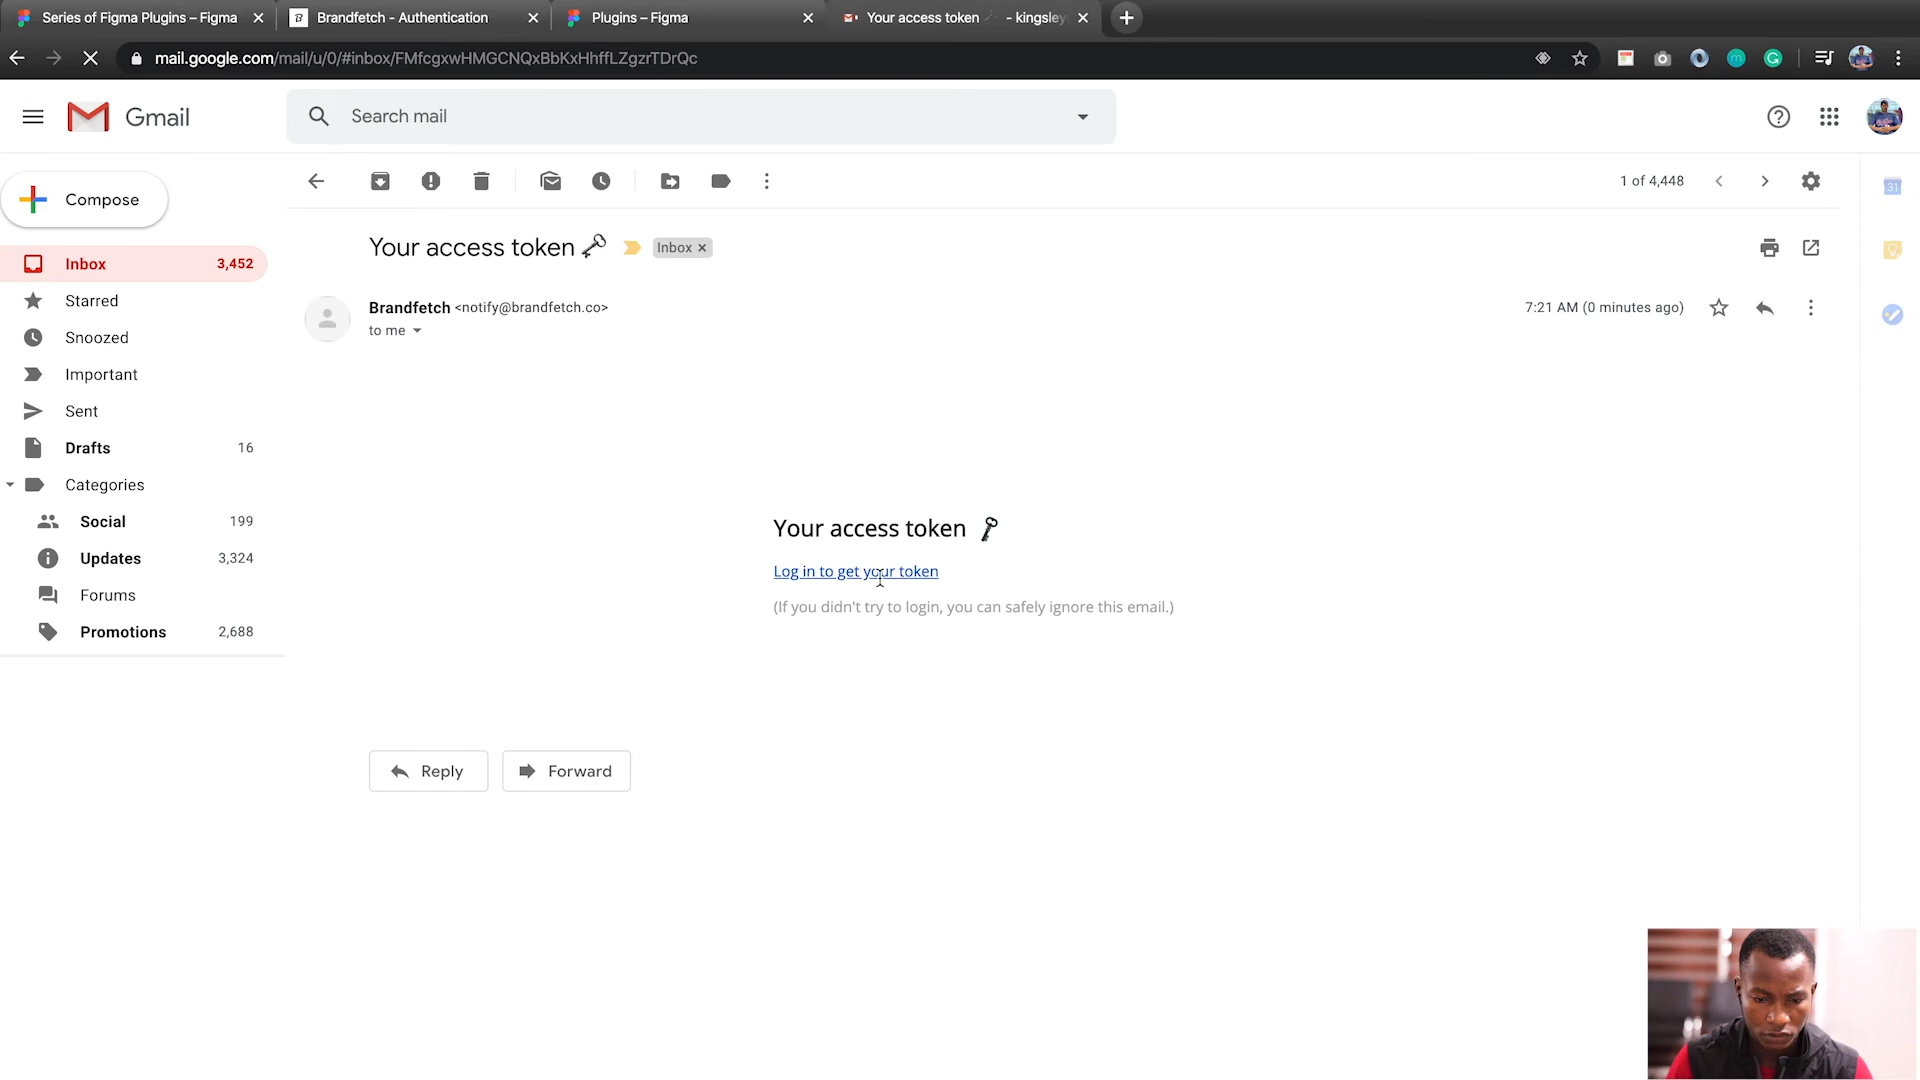 Series of Figma Plugins – Figma
Brandfetch - Authentication
Plugins – Figma
Your access token - kingsley
mail.google.com/mail/u/0/#inbox/FMfcgxwHMGCNQxBbKxHhffLZgzrTDrQc
Gmail
Search mail
Compose
1 of 4,448
31
Your access token
Inbox
Inbox 3,452
Starred
Snoozed
Important
Sent
Drafts 16
Categories
Social 199
Updates 3,324
Forums
Promotions 2,688
Brandfetch <notify@brandfetch.co>
7:21 AM (0 minutes ago)
to me
Your access token
Log in to get your token
(If you didn't try to login, you can safely ignore this email.)
Reply
Forward